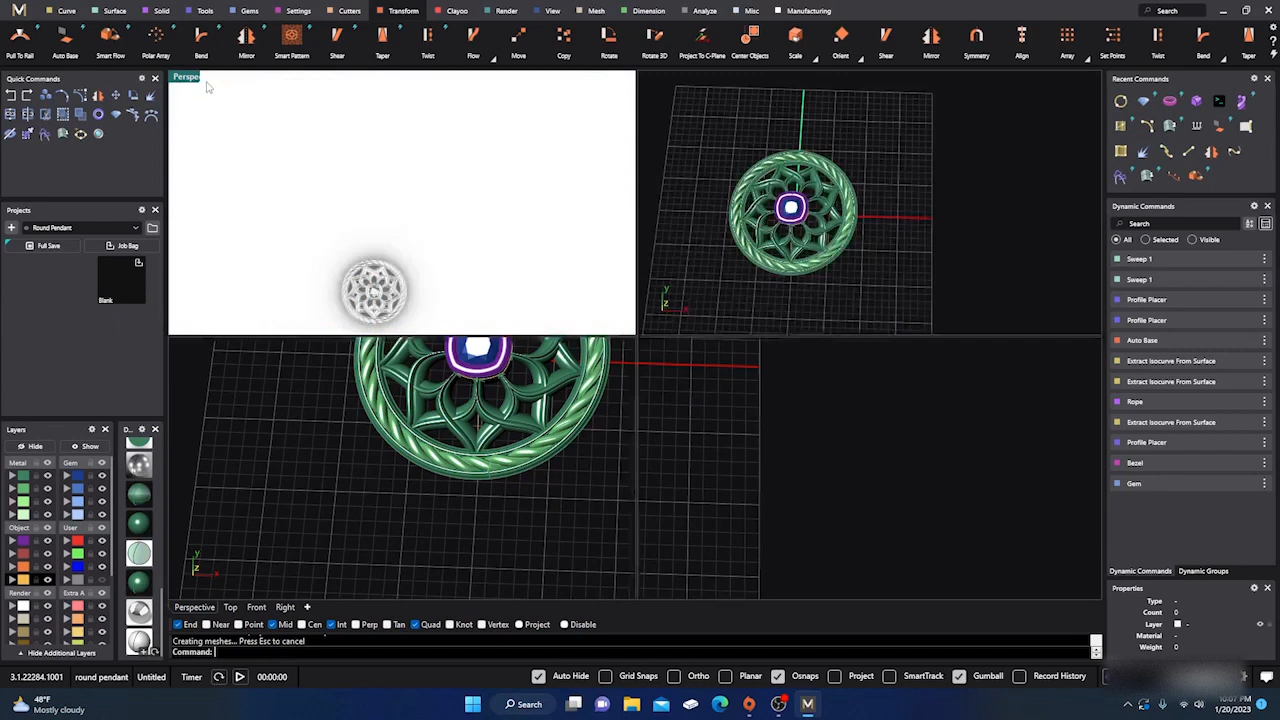 M Curve Surface Solid Tools Gems Settings Cutters Transform Clayoo Render View Mesh Dimension Analyze Misc Manufacturing Search
Pull To Rail Auto Base Smart Flow Polar Array Bend Mirror Smart Pattern Shear Taper Twist Flow Move Copy Rotate Rotate 3D Project To C-Plane Center Objects Scale Orient Shear Mirror Symmetry Align Array Set Points Twist Bend Taper
Quick Commands
Perspe
Recent Commands
Projects
Round Pendant
Full Save Job Bag
Blank
Dynamic Commands
Search
All Selected Visible
Sweep 1
Sweep 1
Profile Placer
Profile Placer
Auto Base
Extract Isocurve From Surface
Extract Isocurve From Surface
Rope
Extract Isocurve From Surface
Profile Placer
Bezel
Gem
y
z
x
y
z
x
Layers
D...
Hide Show
Metal Gem
Object User
Render Extra A
Hide Additional Layers
Dynamic Commands Dynamic Groups
Properties
Type -
Count 0
Layer -
Material -
Weight 0
Perspective Top Front Right
End Near Point Mid Cen Int Perp Tan Quad Knot Vertex Project Disable
Creating meshes... Press Esc to cancel
Command:
3.1.22284.1001 round pendant Untitled Timer 00:00:00 Auto Hide Grid Snaps Ortho Planar Osnaps Project SmartTrack Gumball Record History
48°F
Mostly cloudy
Search
M
10:07 PM
1/20/2023